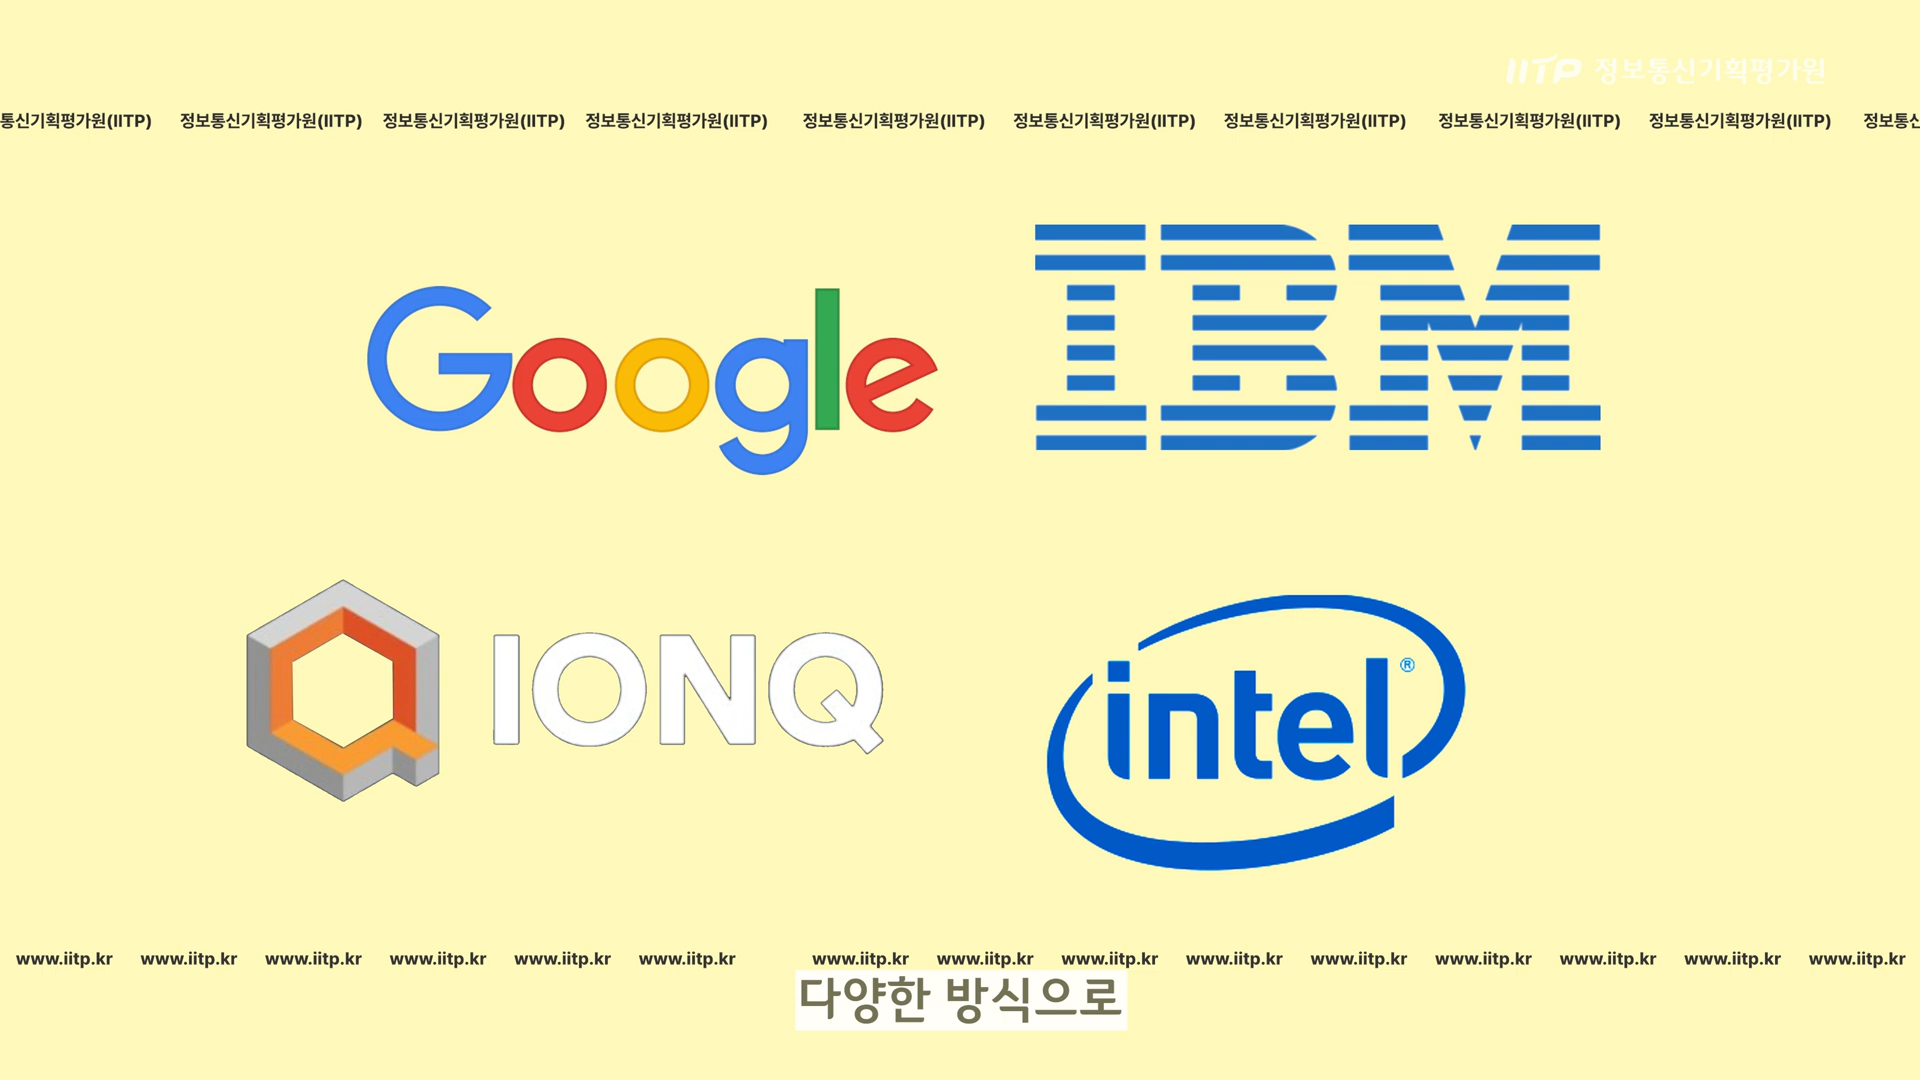 IITP 정보통신기획평가원
통신기획평가원(IITP) 정보통신기획평가원(IITP) 정보통신기획평가원(IITP) 정보통신기획평가원(IITP) 정보통신기획평가원(IITP) 정보통신기획평가원(IITP) 정보통신기획평가원(IITP) 정보통신기획평가원(IITP) 정보통신기획평가원(IITP) 정보통신
Google IBM
IONQ intel®
www.iitp.kr www.iitp.kr www.iitp.kr www.iitp.kr www.iitp.kr www.iitp.kr www.iitp.kr www.iitp.kr www.iitp.kr www.iitp.kr www.iitp.kr www.iitp.kr www.iitp.kr www.iitp.kr www.iitp.kr
다양한 방식으로